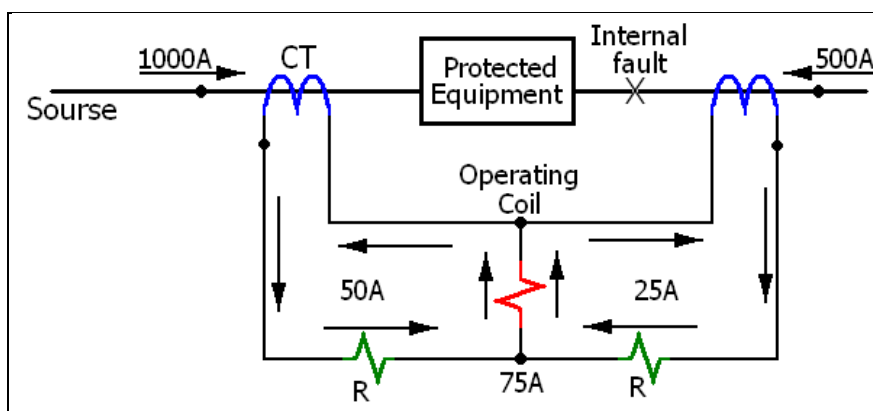 1000A
CT
Protected
Equipment
Internal
fault
500A
Sourse
Operating
Coil
50A
25A
R
75A
R